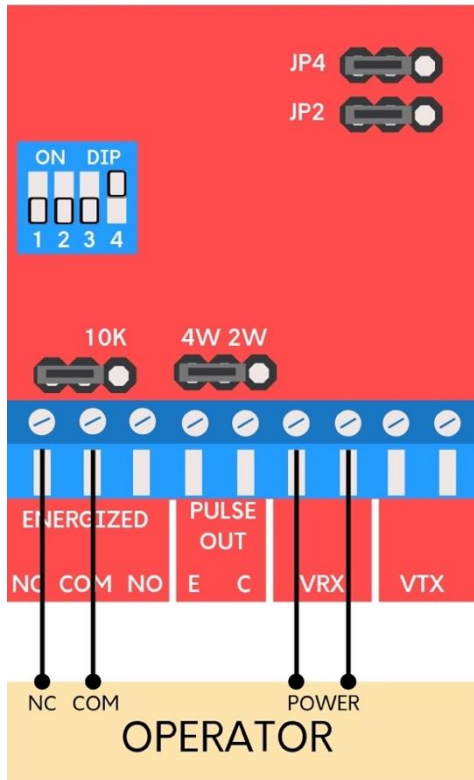 JP4
JP2
ON DIP
1 2 3 4
10K 4W 2W
ENERGIZED
PULSE
OUT
NC COM NO E C VRX VTX
NC COM POWER
OPERATOR